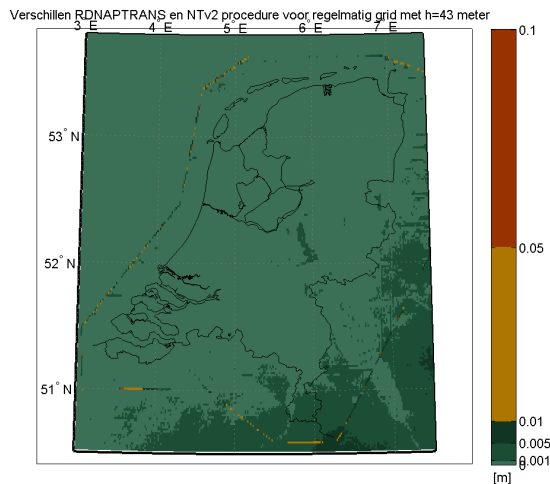 Verschillen RDNAPTRANS en NTv2 procedure voor regelmatig grid met h=43 meter
3° E 4° E 5° E 6° E 7° E
0.1
53° N
0.05
52° N
51° N
0.01
0.005
0.001
0
[m]